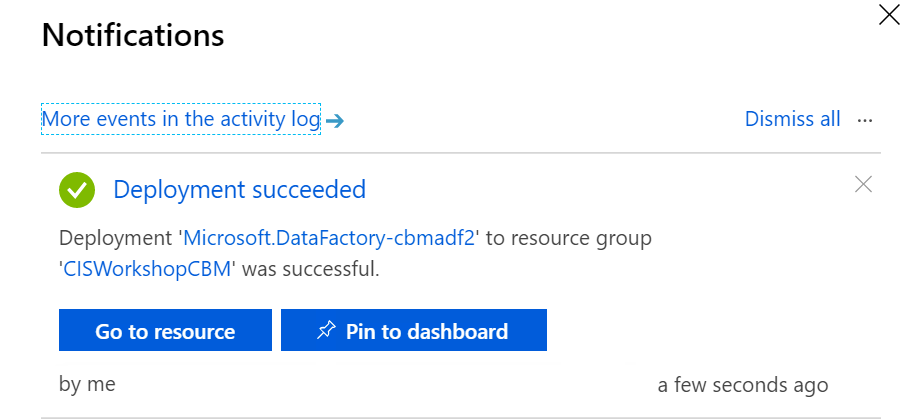 Notifications
More events in the activity log Dismiss all ...
Deployment succeeded
Deployment 'Microsoft.DataFactory-cbmadf2' to resource group
'CISWorkshopCBM' was successful.
Go to resource Pin to dashboard
by me a few seconds ago